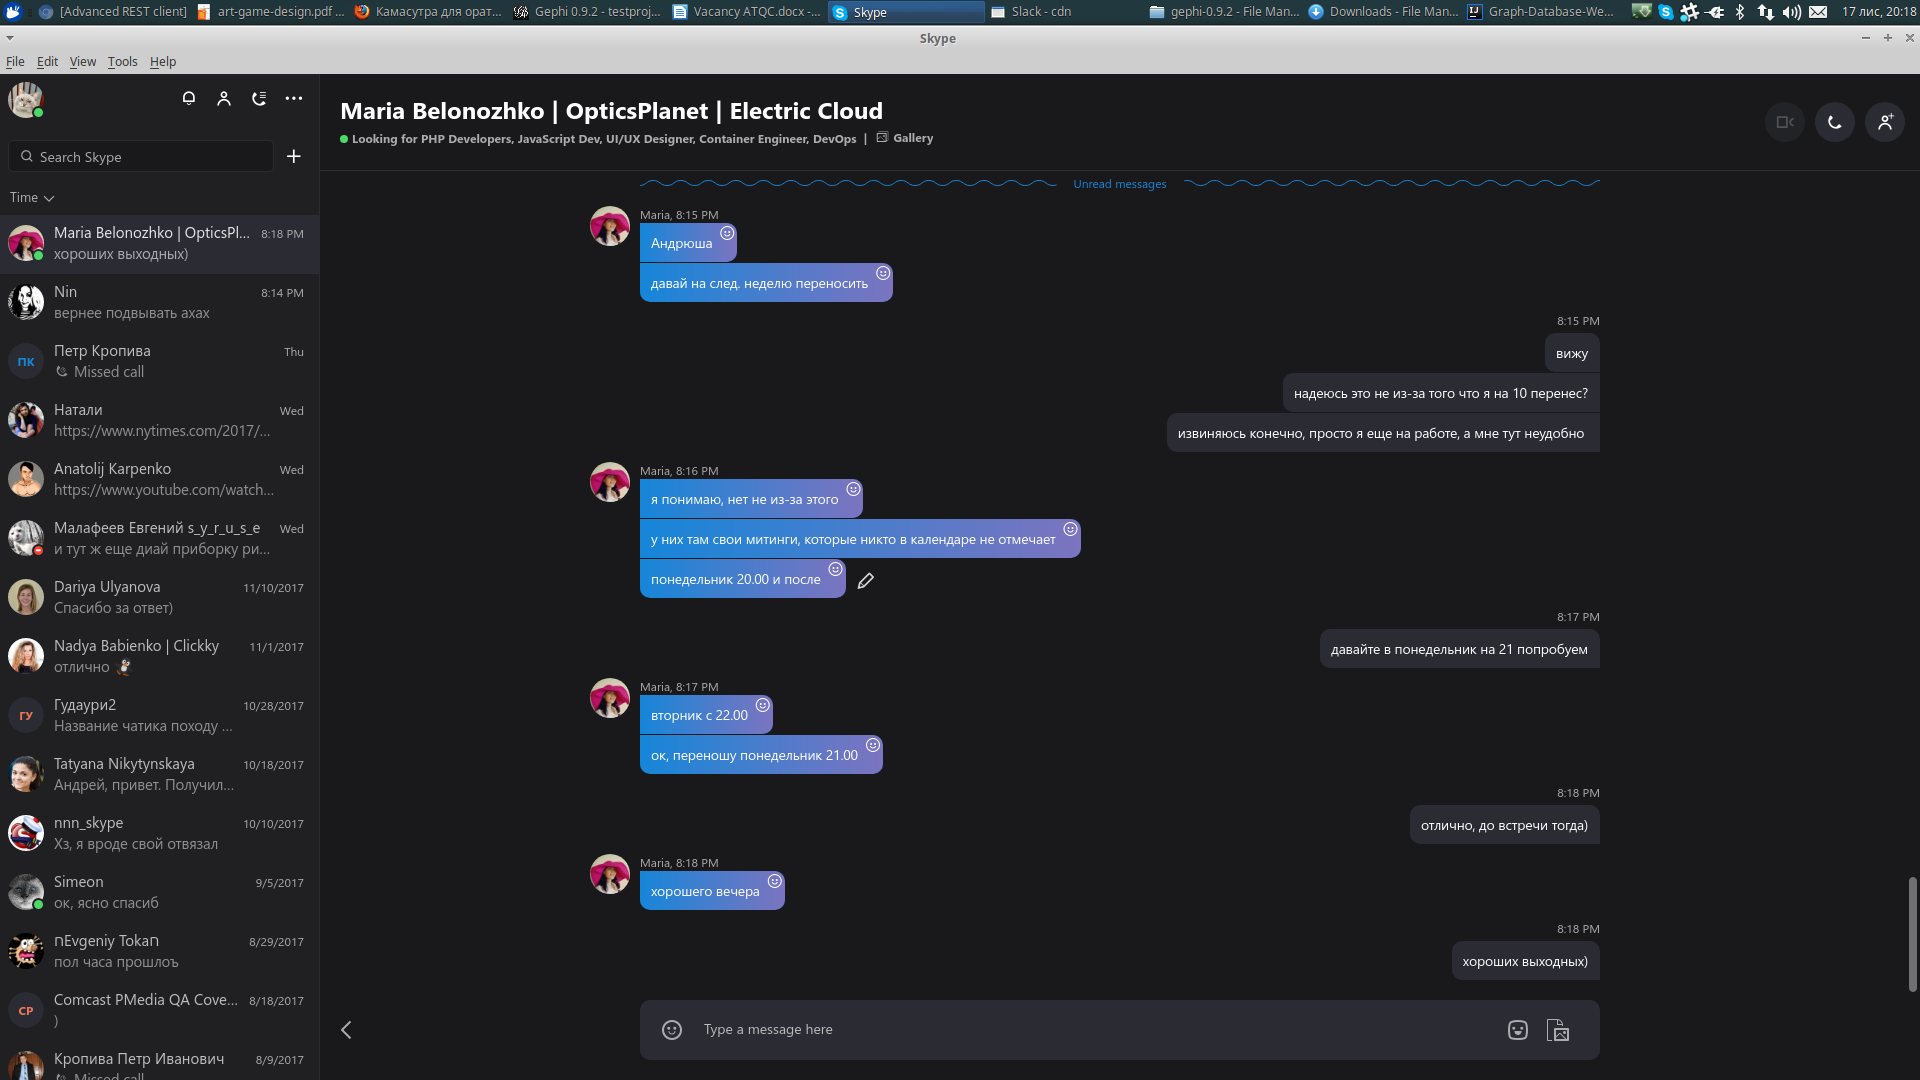 [Advanced REST client]
art-game-design.pdf ...
Камасутра для орат...
Gephi 0.9.2 - testproj...
Vacancy ATQC.docx -...
Skype
Slack - cdn
gephi-0.9.2 - File Man...
Downloads - File Man...
Graph-Database-We...
17 лис, 20:18
Skype
File Edit View Tools Help
Search Skype
Time
Maria Belonozhko | OpticsPl... 8:18 PM
хороших выходных)
Nin 8:14 PM
вернее подвывать ахах
ПК
Петр Кропива Thu
Missed call
Натали Wed
https://www.nytimes.com/2017/...
Anatolij Karpenko Wed
https://www.youtube.com/watch...
Малафеев Евгений s_y_r_u_s_e Wed
и тут ж еще диай приборку ри...
Dariya Ulyanova 11/10/2017
Спасибо за ответ)
Nadya Babienko | Clickky 11/1/2017
отлично
ГУ
Гудаури2 10/28/2017
Название чатика походу ...
Tatyana Nikytynskaya 10/18/2017
Андрей, привет. Получил...
nnn_skype 10/10/2017
Хз, я вроде свой отвязал
Simeon 9/5/2017
ок, ясно спасиб
пEvgeniy Tokaп 8/29/2017
пол часа прошлоъ
CP
Comcast PMedia QA Cove... 8/18/2017
)
Кропива Петр Иванович 8/9/2017
Missed call
Maria Belonozhko | OpticsPlanet | Electric Cloud
Looking for PHP Developers, JavaScript Dev, UI/UX Designer, Container Engineer, DevOps | Gallery
Unread messages
Maria, 8:15 PM
Андрюша
давай на след. неделю переносить
8:15 PM
вижу
надеюсь это не из-за того что я на 10 перенес?
извиняюсь конечно, просто я еще на работе, а мне тут неудобно
Maria, 8:16 PM
я понимаю, нет не из-за этого
у них там свои митинги, которые никто в календаре не отмечает
понедельник 20.00 и после
8:17 PM
давайте в понедельник на 21 попробуем
Maria, 8:17 PM
вторник с 22.00
ок, переношу понедельник 21.00
8:18 PM
отлично, до встречи тогда)
Maria, 8:18 PM
хорошего вечера
8:18 PM
хороших выходных)
Type a message here